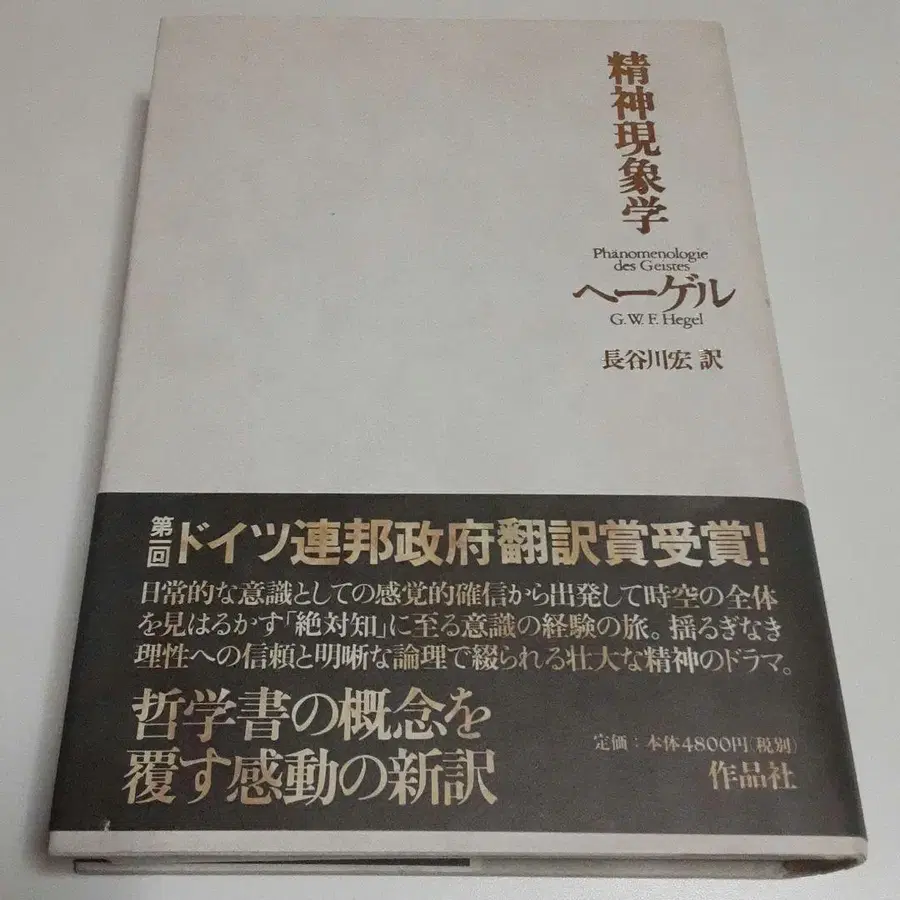 精神現象学
Phänomenologie
des Geistes
ヘーゲル
G. W. F. Hegel
長谷川宏 訳
第一回
ドイツ連邦政府翻訳賞受賞!
日常的な意識としての感覚的確信から出発して時空の全体
を見はるかす「絶対知」に至る意識の経験の旅。揺るぎなき
理性への信頼と明晰な論理で綴られる壮大な精神のドラマ。
哲学書の概念を
覆す感動の新訳
定価:本体4800円(税別)
作品社